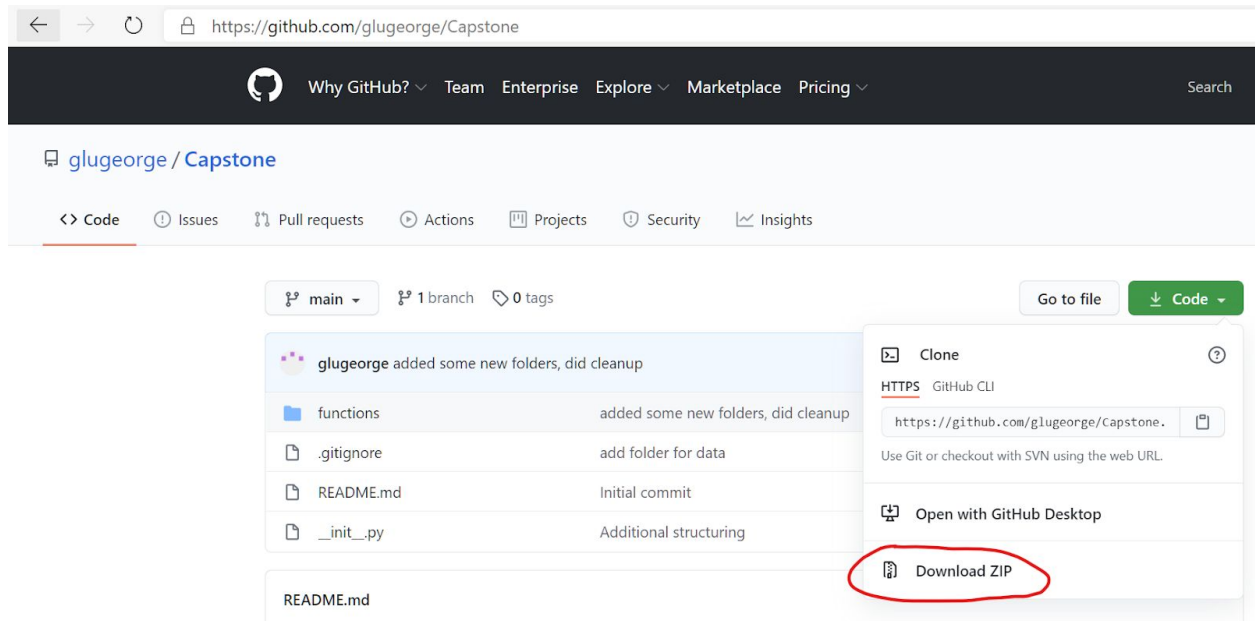 https://github.com/glugeorge/Capstone
Why GitHub? Team Enterprise Explore Marketplace Pricing Search
glugeorge / Capstone
<> Code Issues Pull requests Actions Projects Security Insights
main 1 branch 0 tags Go to file Code
glugeorge added some new folders, did cleanup
functions added some new folders, did cleanup
.gitignore add folder for data
README.md Initial commit
__init__.py Additional structuring
README.md
Clone
HTTPS GitHub CLI
https://github.com/glugeorge/Capstone.
Use Git or checkout with SVN using the web URL.
Open with GitHub Desktop
Download ZIP